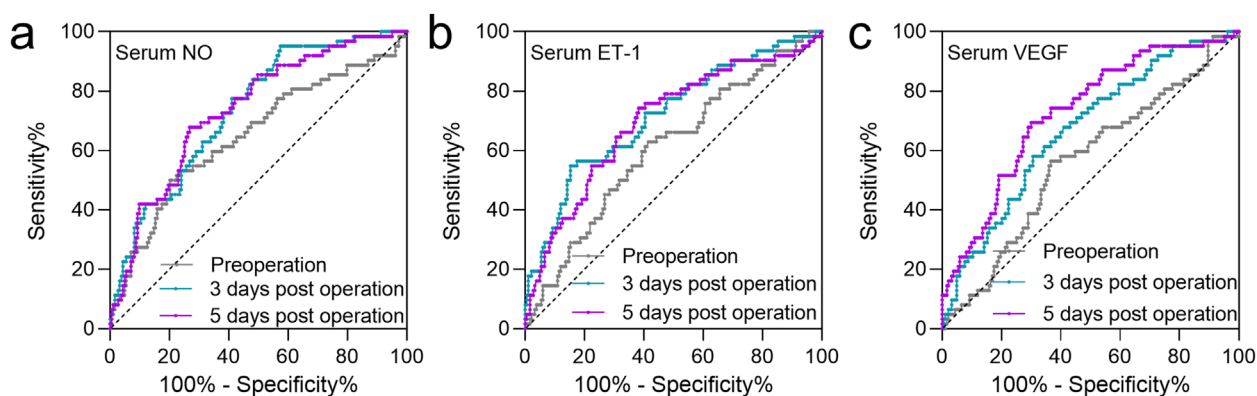 a
Serum NO
Sensitivity%
100
80
60
40
20
0
Preoperation
3 days post operation
5 days post operation
0 20 40 60 80 100
100% - Specificity%
b
Serum ET-1
Sensitivity%
100
80
60
40
20
0
Preoperation
3 days post operation
5 days post operation
0 20 40 60 80 100
100% - Specificity%
c
Serum VEGF
Sensitivity%
100
80
60
40
20
0
Preoperation
3 days post operation
5 days post operation
0 20 40 60 80 100
100% - Specificity%